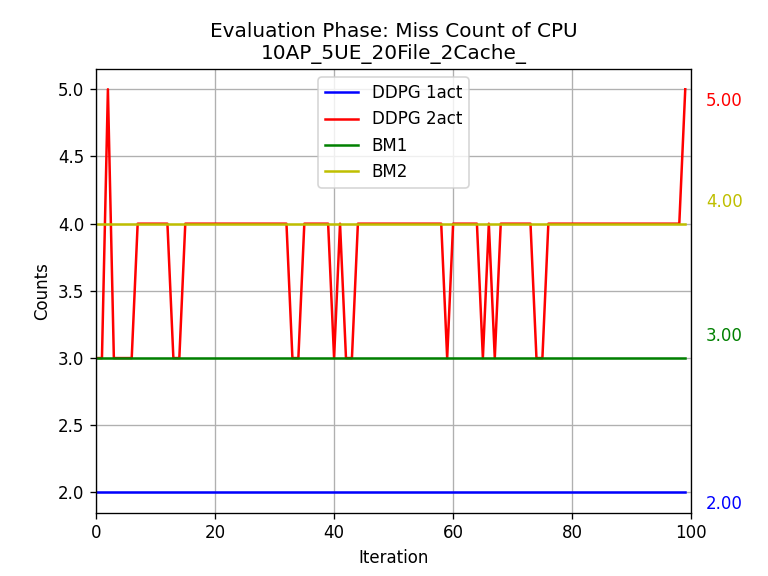 Evaluation Phase: Miss Count of CPU
10AP_5UE_20File_2Cache_
5.0
4.5
4.0
3.5
3.0
2.5
2.0
Counts
DDPG 1act
DDPG 2act
BM1
BM2
5.00
4.00
3.00
2.00
0
20
40
60
80
100
Iteration